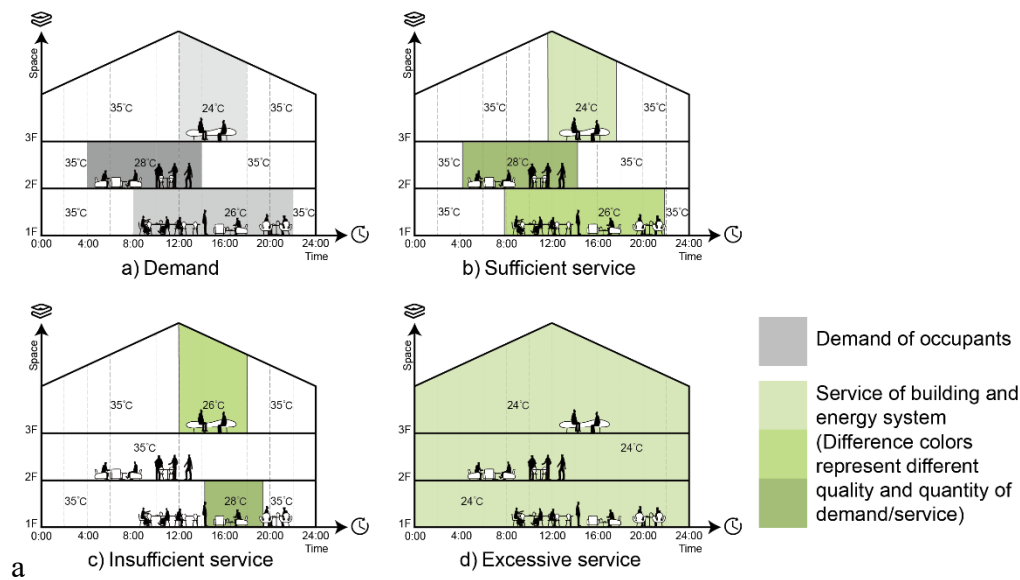 Space
35℃
24℃
35℃
3F
35℃
28℃
35℃
2F
35℃
26℃
35℃
1F
0:00
4:00
8:00
12:00
16:00
20:00
24:00
Time
a) Demand
Space
35℃
24℃
35℃
3F
35℃
28℃
35℃
2F
35℃
26℃
35℃
1F
0:00
4:00
8:00
12:00
16:00
20:00
24:00
Time
b) Sufficient service
Space
35℃
26℃
35℃
3F
35℃
2F
35℃
28℃
35℃
1F
0:00
4:00
8:00
12:00
16:00
20:00
24:00
Time
c) Insufficient service
Space
24℃
3F
24℃
2F
24℃
1F
0:00
4:00
8:00
12:00
16:00
20:00
24:00
Time
d) Excessive service
Demand of occupants
Service of building and
energy system
(Difference colors
represent different
quality and quantity of
demand/service)
a